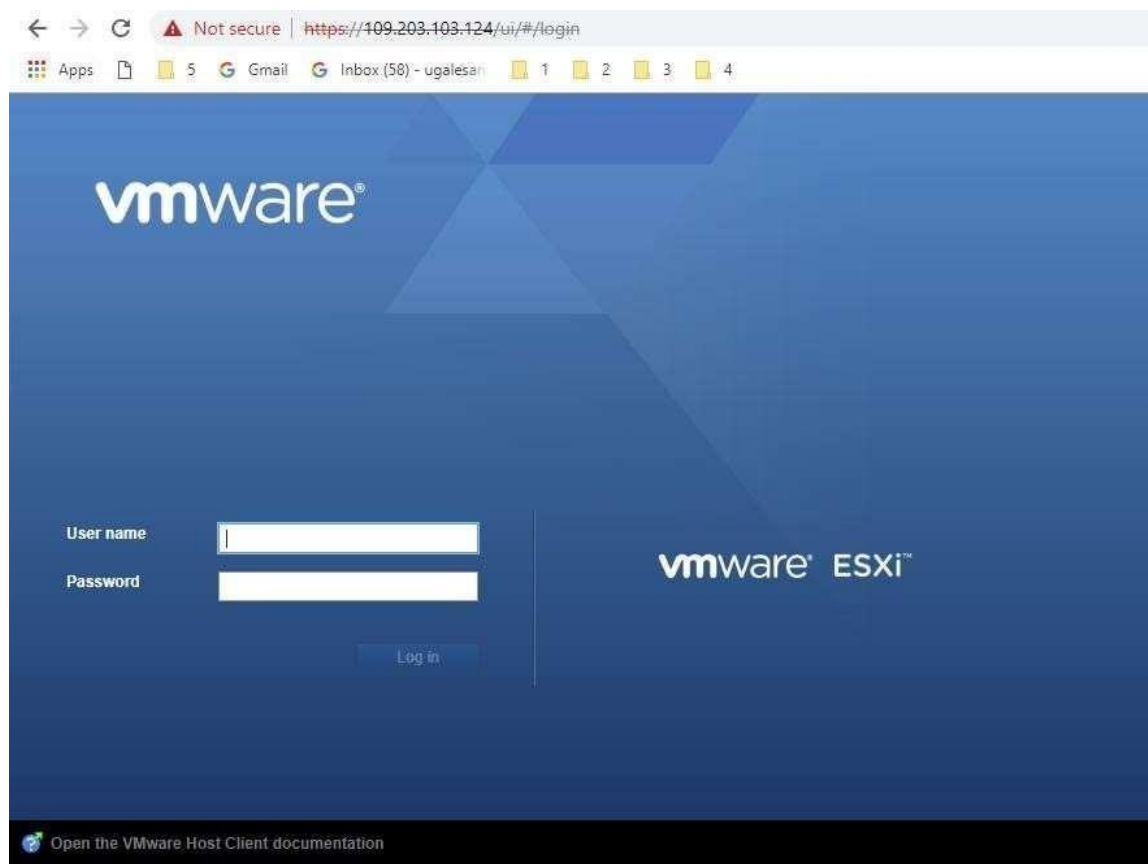 Not secure | https://109.203.103.124/ui/#/login
Apps 5 Gmail Inbox (58) - ugalesan 1 2 3 4
vmware®
User name
Password
vmware® ESXi™
Log in
Open the VMware Host Client documentation